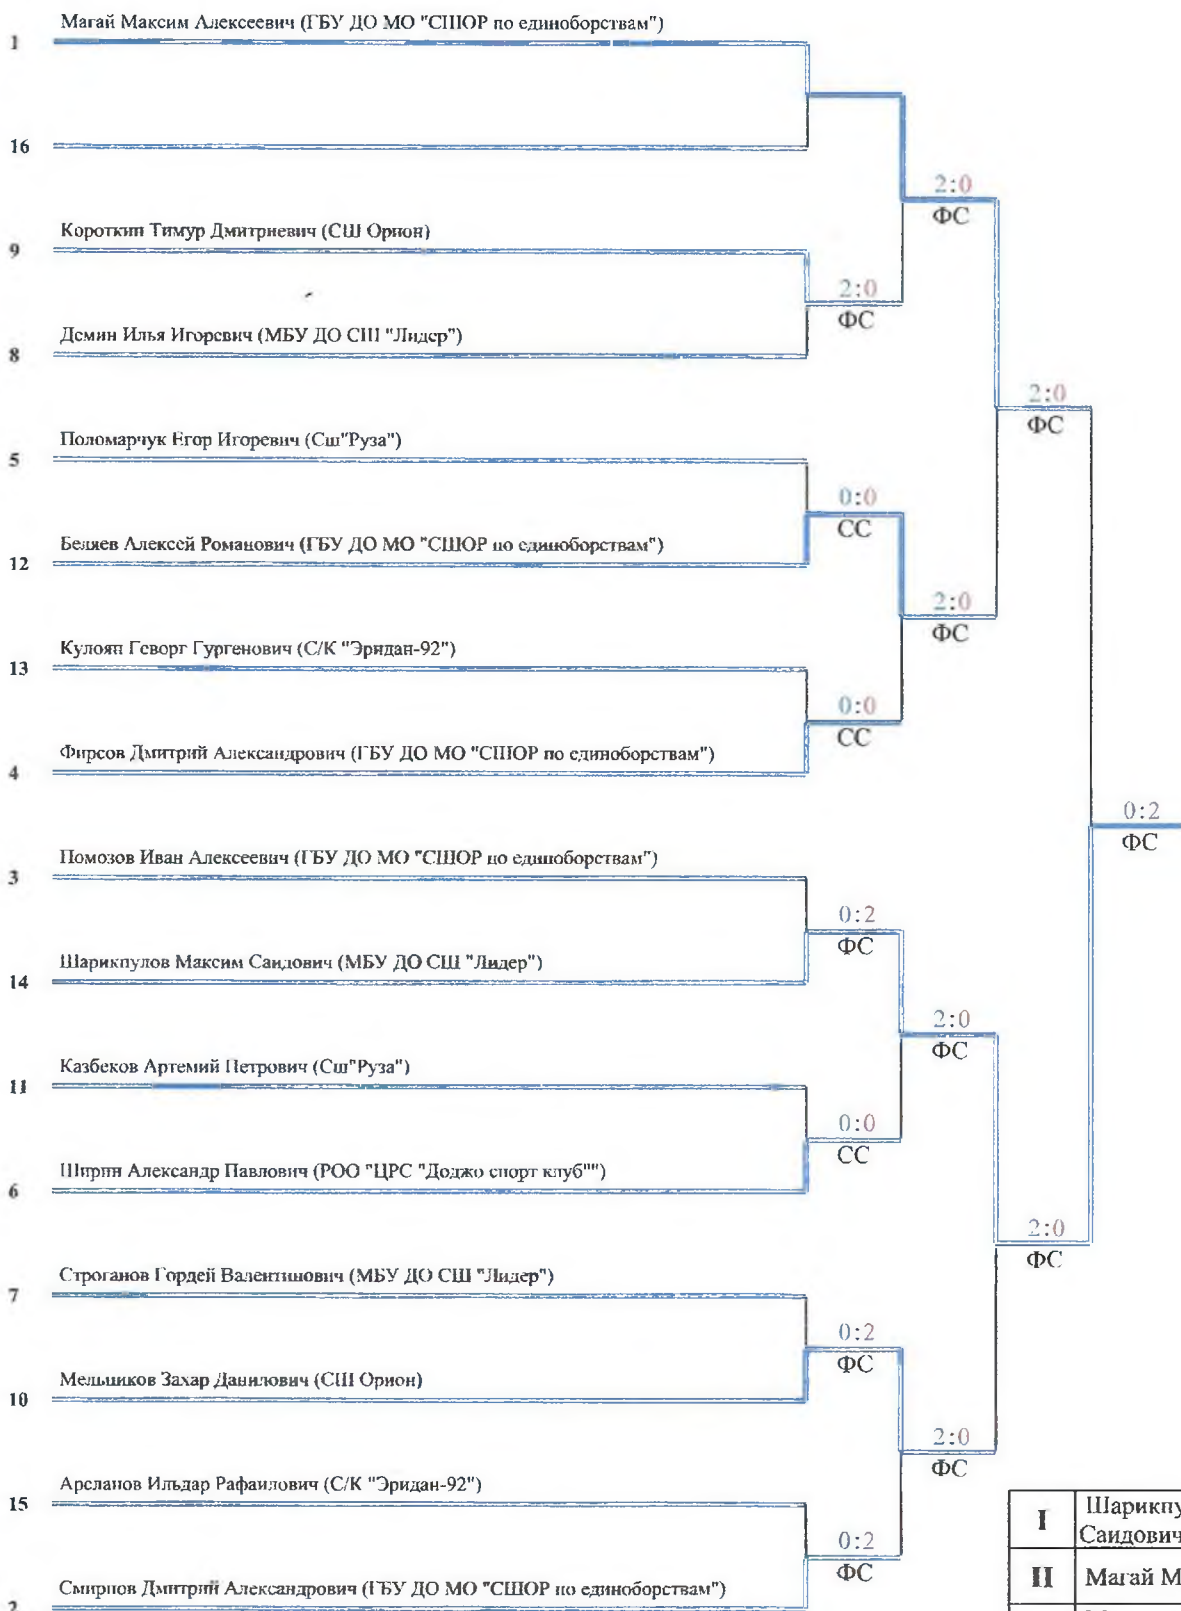 Магай Максим Алексеевич (ГБУ ДО МО "СШОР по единоборствам")
1
16
2:0
ФС
Короткин Тимур Дмитриевич (СШ Орион)
9
2:0
ФС
Демин Илья Игоревич (МБУ ДО СШ "Лидер")
8
2:0
ФС
Поломарчук Егор Игоревич (Сш"Руза")
5
0:0
СС
Беляев Алексей Романович (ГБУ ДО МО "СШОР по единоборствам")
12
2:0
ФС
Кулоян Геворг Гургенович (С/К "Эридан-92")
13
0:0
СС
Фирсов Дмитрий Александрович (ГБУ ДО МО "СШОР по единоборствам")
4
0:2
ФС
Помозов Иван Алексеевич (ГБУ ДО МО "СШОР по единоборствам")
3
0:2
ФС
Шарикпулов Максим Саидович (МБУ ДО СШ "Лидер")
14
2:0
ФС
Казбеков Артемий Петрович (Сш"Руза")
11
0:0
СС
Ширин Александр Павлович (РОО "ЦРС "Доджо спорт клуб"")
6
2:0
ФС
Строганов Гордей Валентинович (МБУ ДО СШ "Лидер")
7
0:2
ФС
Мельников Захар Данилович (СШ Орион)
10
2:0
ФС
Арсланов Ильдар Рафаилович (С/К "Эридан-92")
15
0:2
ФС
Смирнов Дмитрий Александрович (ГБУ ДО МО "СШОР по единоборствам")
2
I Шарикпу
Саидович
II Магай М